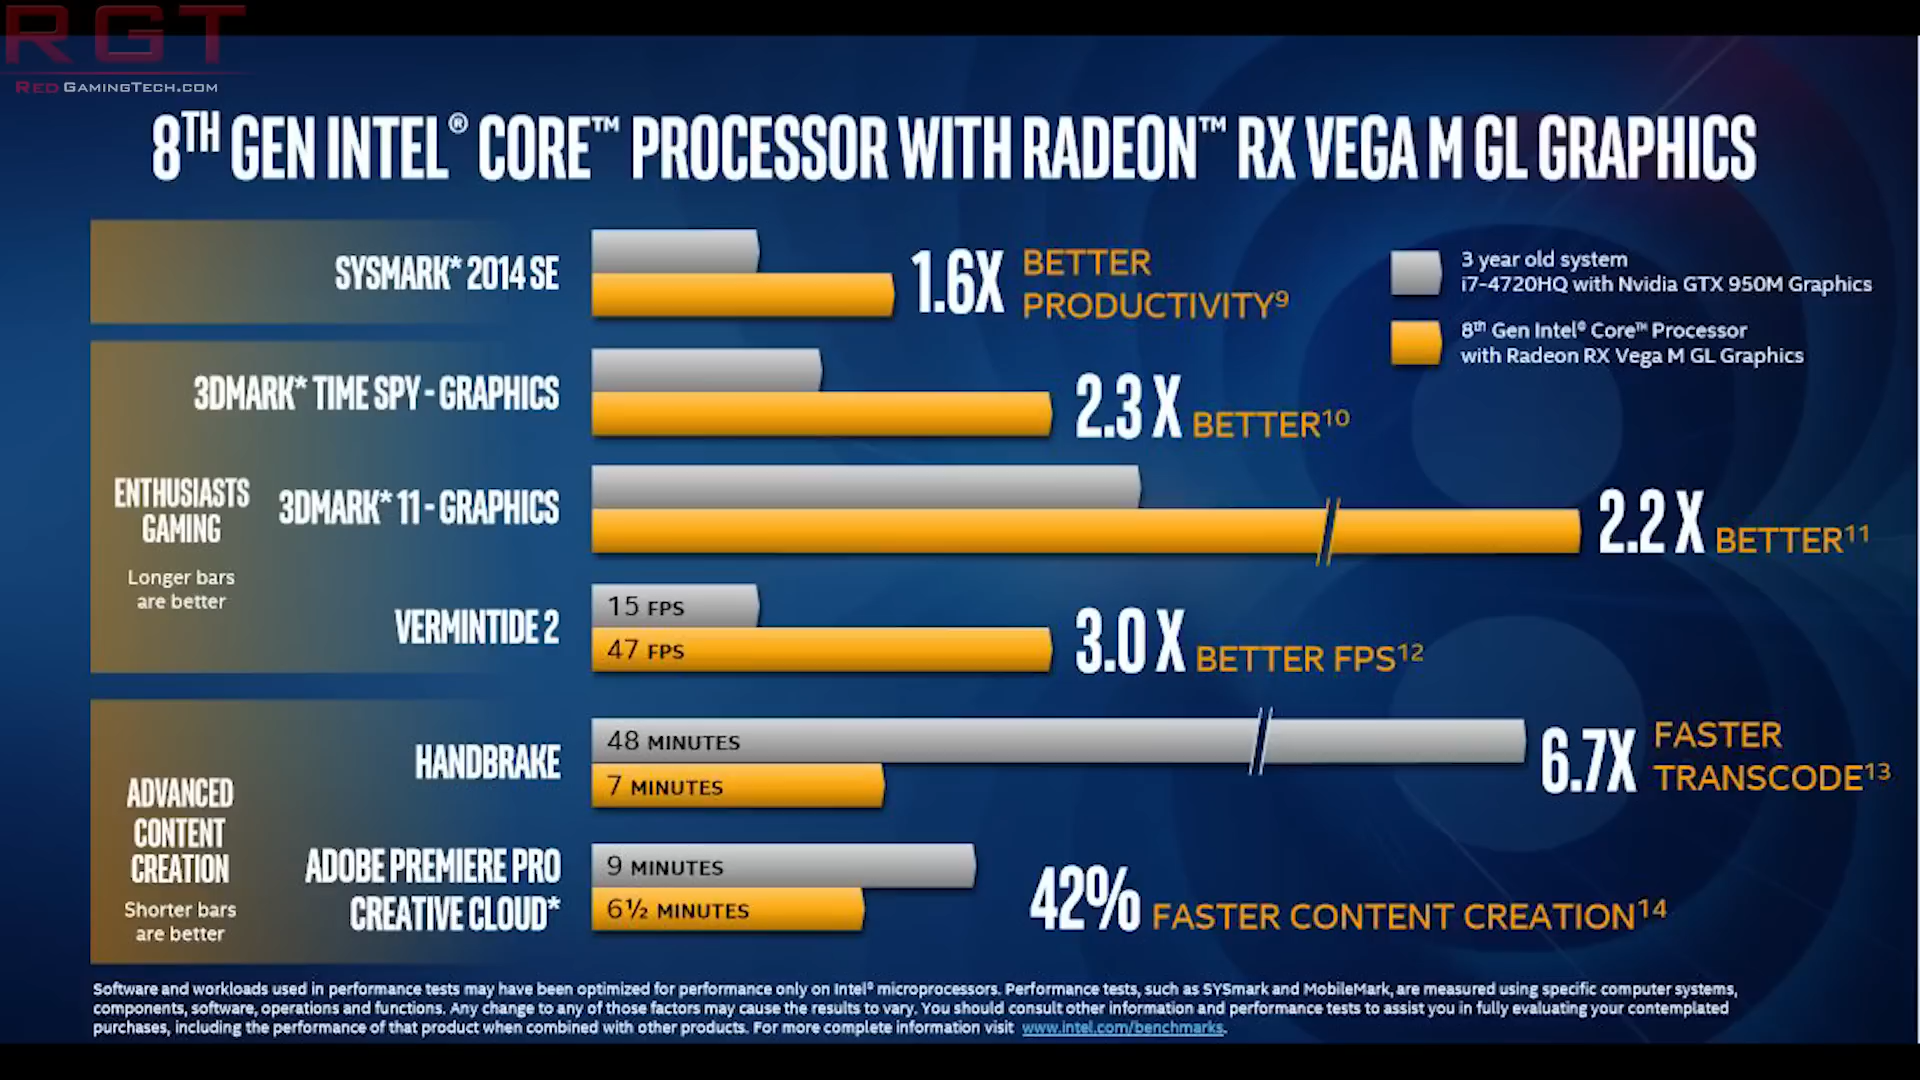 RGT
RED GAMINGTECH.COM
8TH GEN INTEL® CORE™ PROCESSOR WITH RADEON™ RX VEGA M GL GRAPHICS
SYSMARK* 2014 SE
1.6X BETTER
PRODUCTIVITY9
3 year old system
i7-4720HQ with Nvidia GTX 950M Graphics
8th Gen Intel® Core™ Processor
with Radeon RX Vega M GL Graphics
ENTHUSIASTS
GAMING
Longer bars
are better
3DMARK* TIME SPY - GRAPHICS
2.3 X BETTER10
3DMARK* 11 - GRAPHICS
2.2 X BETTER11
VERMINTIDE 2
15 FPS
47 FPS
3.0 X BETTER FPS12
ADVANCED
CONTENT
CREATION
Shorter bars
are better
HANDBRAKE
48 MINUTES
7 MINUTES
6.7X FASTER
TRANSCODE13
ADOBE PREMIERE PRO
CREATIVE CLOUD*
9 MINUTES
6½ MINUTES
42% FASTER CONTENT CREATION14
Software and workloads used in performance tests may have been optimized for performance only on Intel® microprocessors. Performance tests, such as SYSmark and MobileMark, are measured using specific computer systems,
components, software, operations and functions. Any change to any of those factors may cause the results to vary. You should consult other information and performance tests to assist you in fully evaluating your contemplated
purchases, including the performance of that product when combined with other products. For more complete information visit www.intel.com/benchmarks.